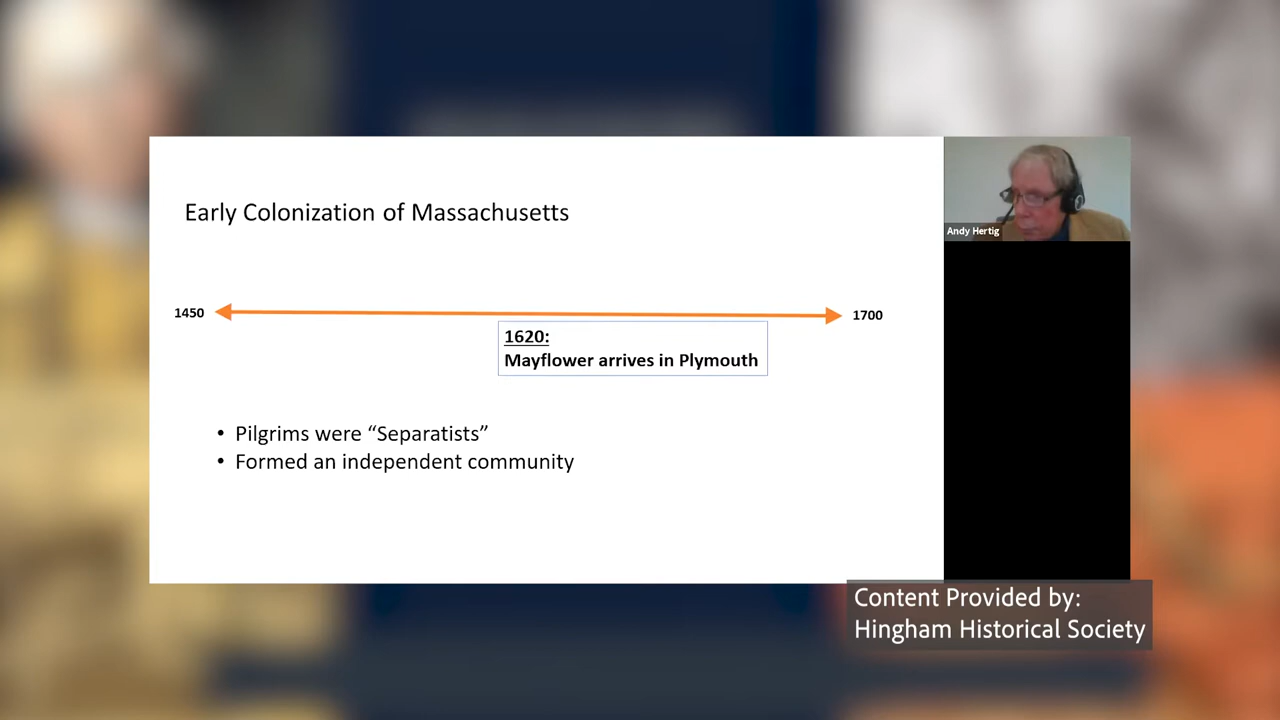 Early Colonization of Massachusetts
1450
1700
1620:
Mayflower arrives in Plymouth
• Pilgrims were “Separatists”
• Formed an independent community
Andy Hertig
Content Provided by:
Hingham Historical Society